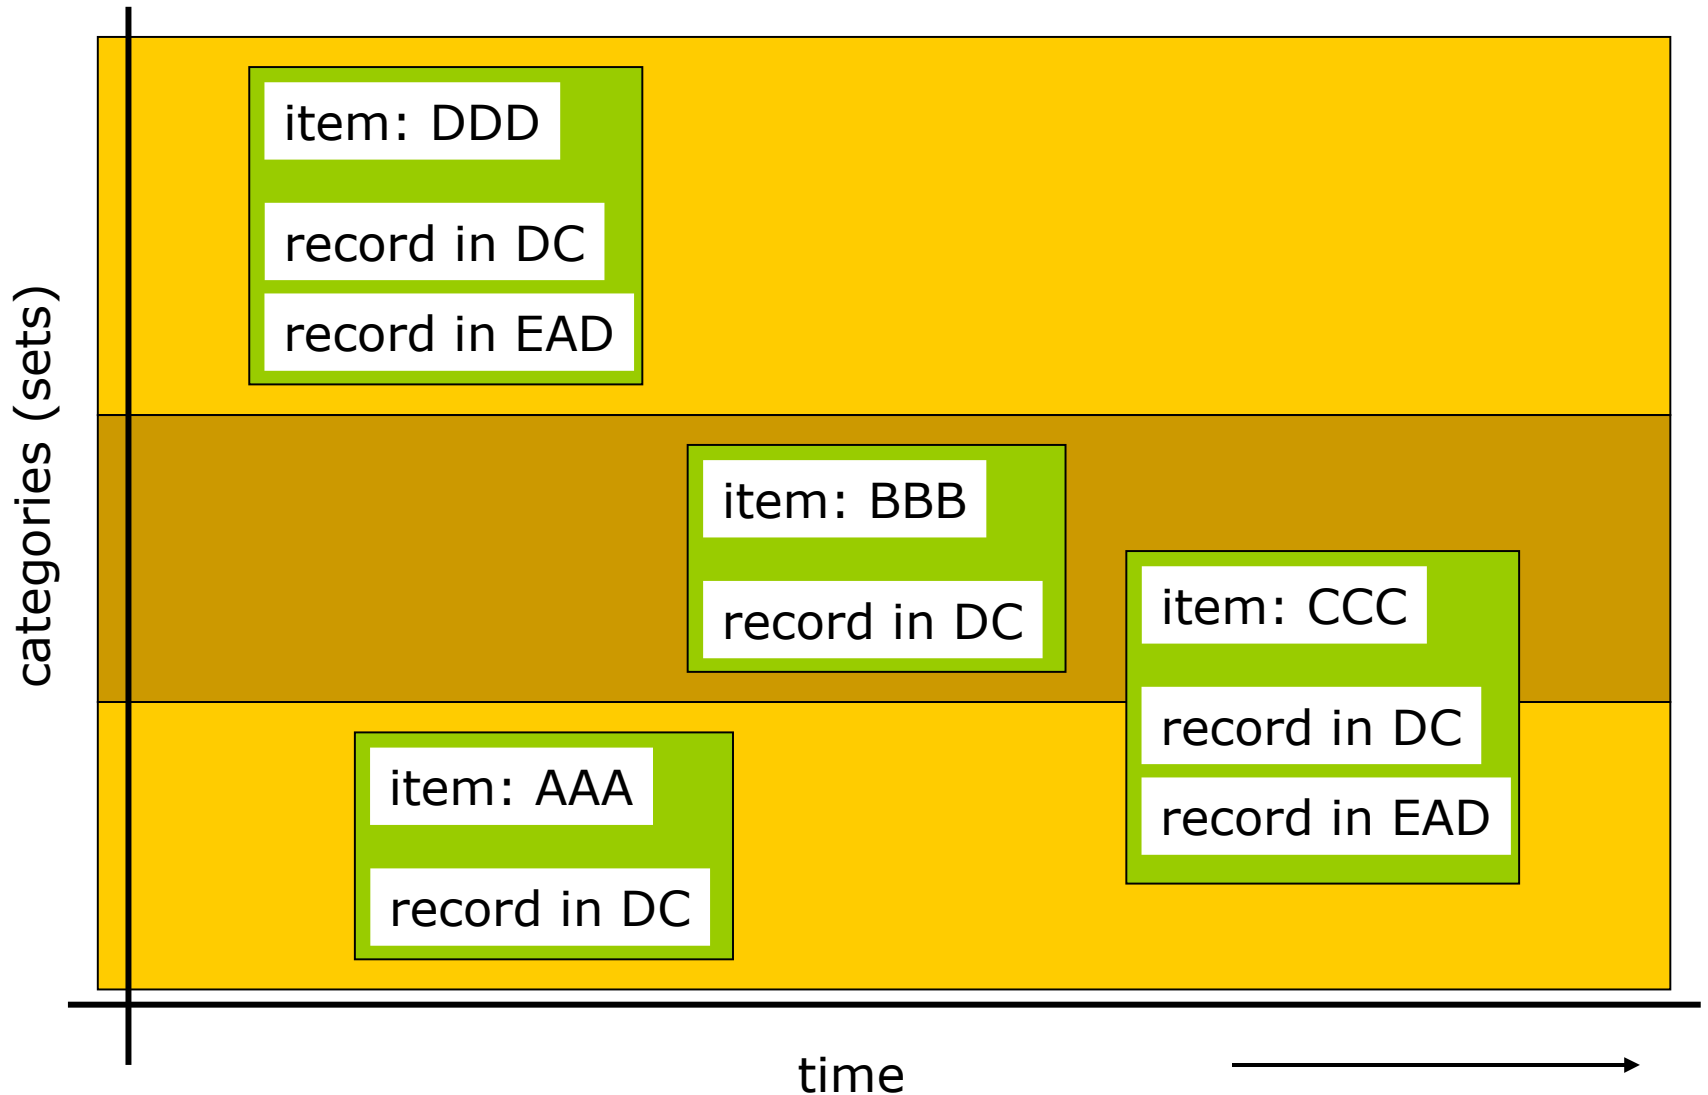 categories (sets)
item: DDD
record in DC
record in EAD
item: BBB
record in DC
item: CCC
record in DC
record in EAD
item: AAA
record in DC
time